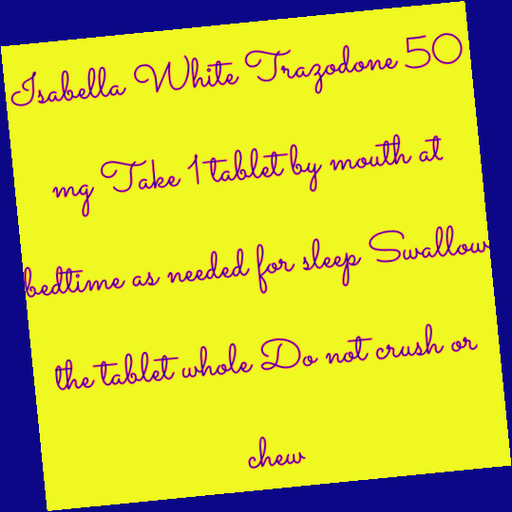 Isabella White Trazodone 50
mg Take 1 tablet by mouth at
bedtime as needed for sleep Swallow
the tablet whole Do not crush or
chew